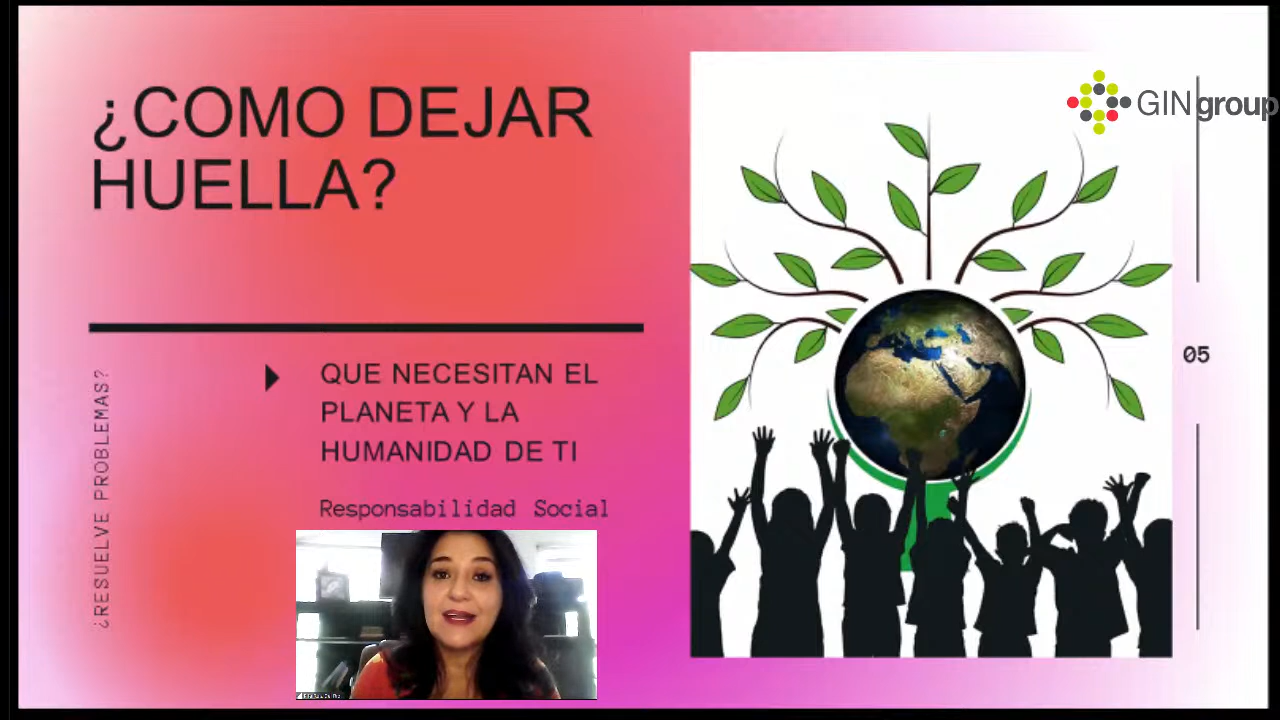 ¿COMO DEJAR
HUELLA?
QUE NECESITAN EL
PLANETA Y LA
HUMANIDAD DE TI
Responsabilidad Social
¿RESUELVE PROBLEMAS?
GINgroup
05